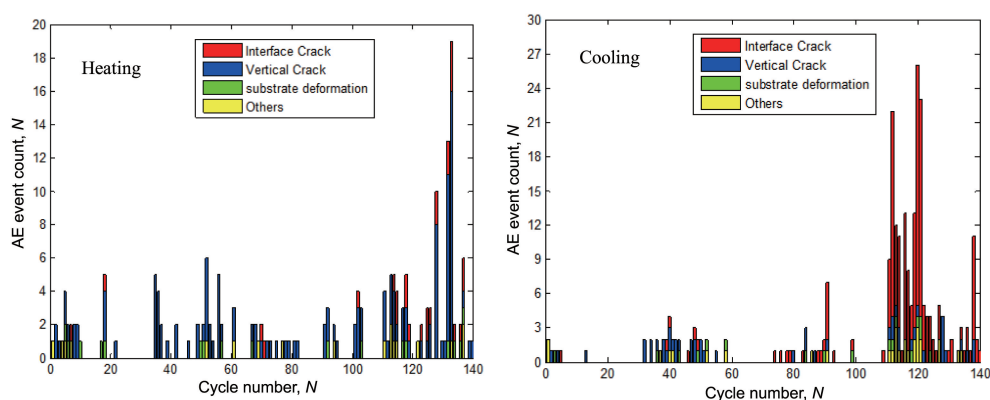 20
18
16
14
12
10
8
6
4
2
0
AE event count, N
Heating
Interface Crack
Vertical Crack
substrate deformation
Others
0 20 40 60 80 100 120 140
Cycle number, N
30
27
24
21
18
15
12
9
6
3
0
AE event count, N
Cooling
Interface Crack
Vertical Crack
substrate deformation
Others
0 20 40 60 80 100 120 140
Cycle number, N